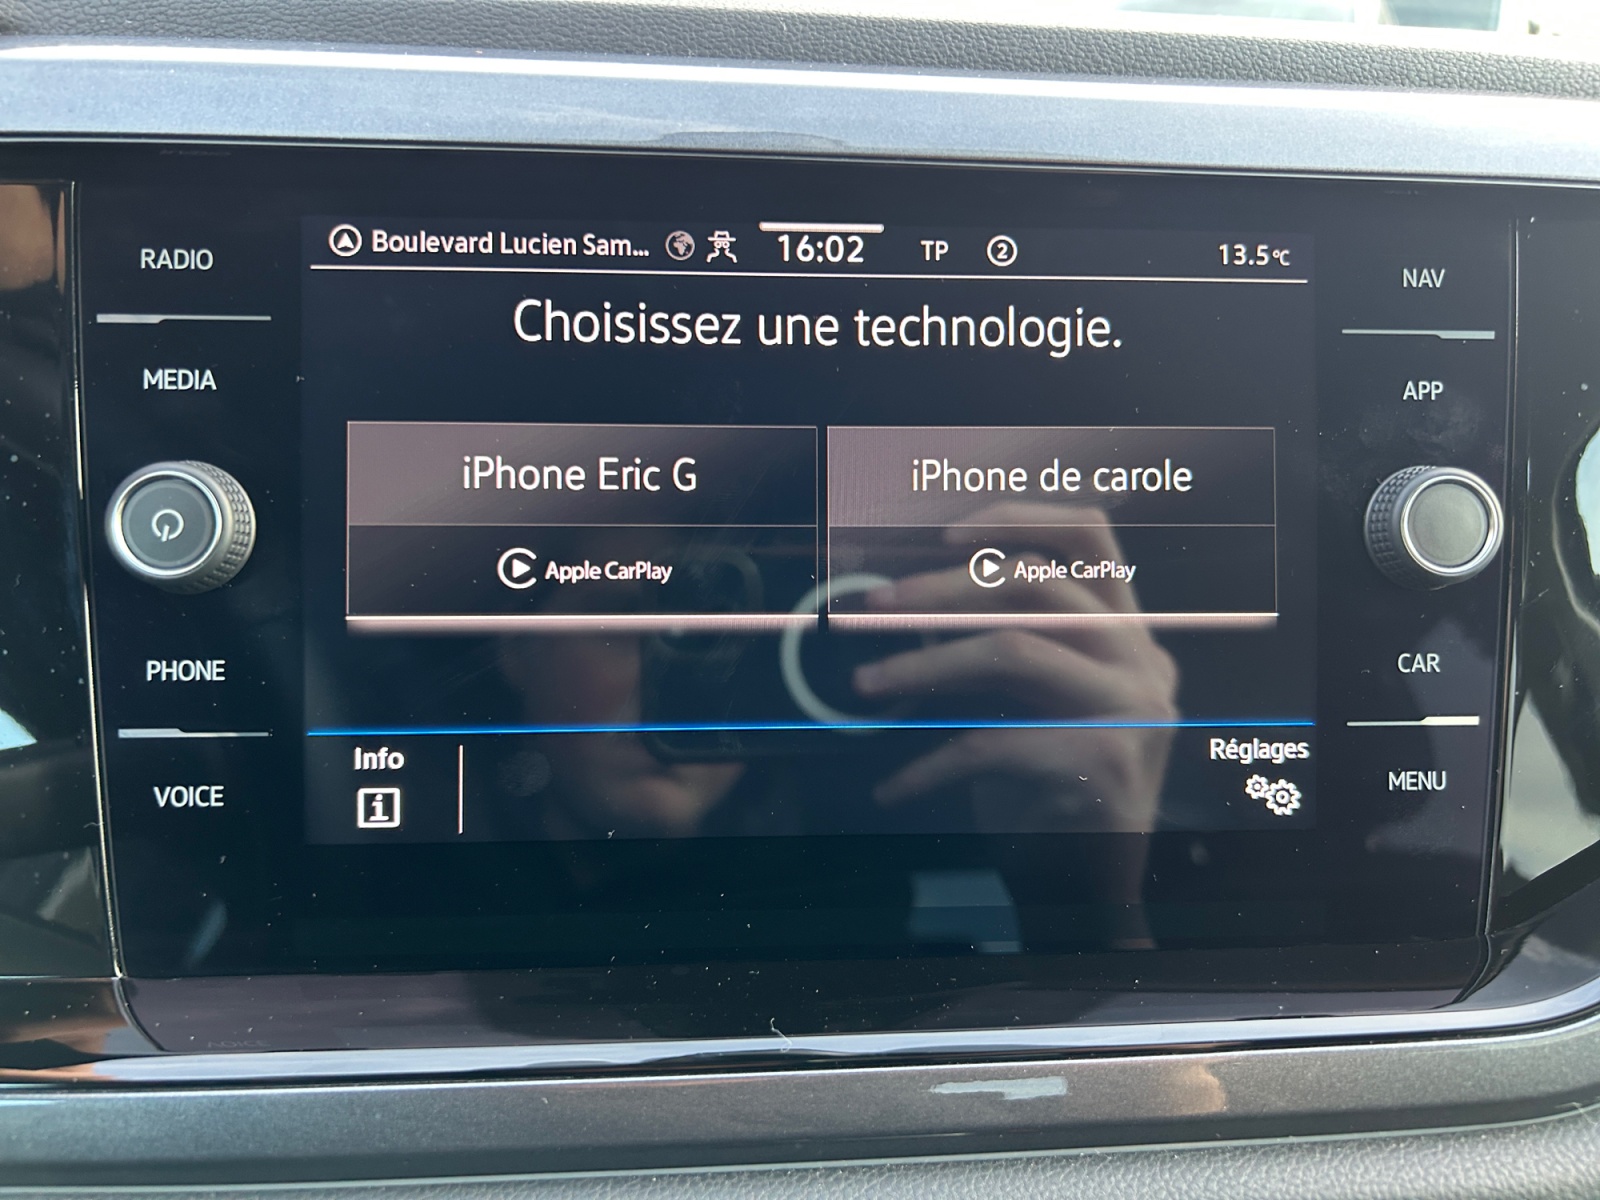 RADIO
MEDIA
PHONE
VOICE
Boulevard Lucien Sam... 16:02 TP 2 13.5°C
Choisissez une technologie.
iPhone Eric G
Apple CarPlay
iPhone de carole
Apple CarPlay
Info
i
Réglages
NAV
APP
CAR
MENU